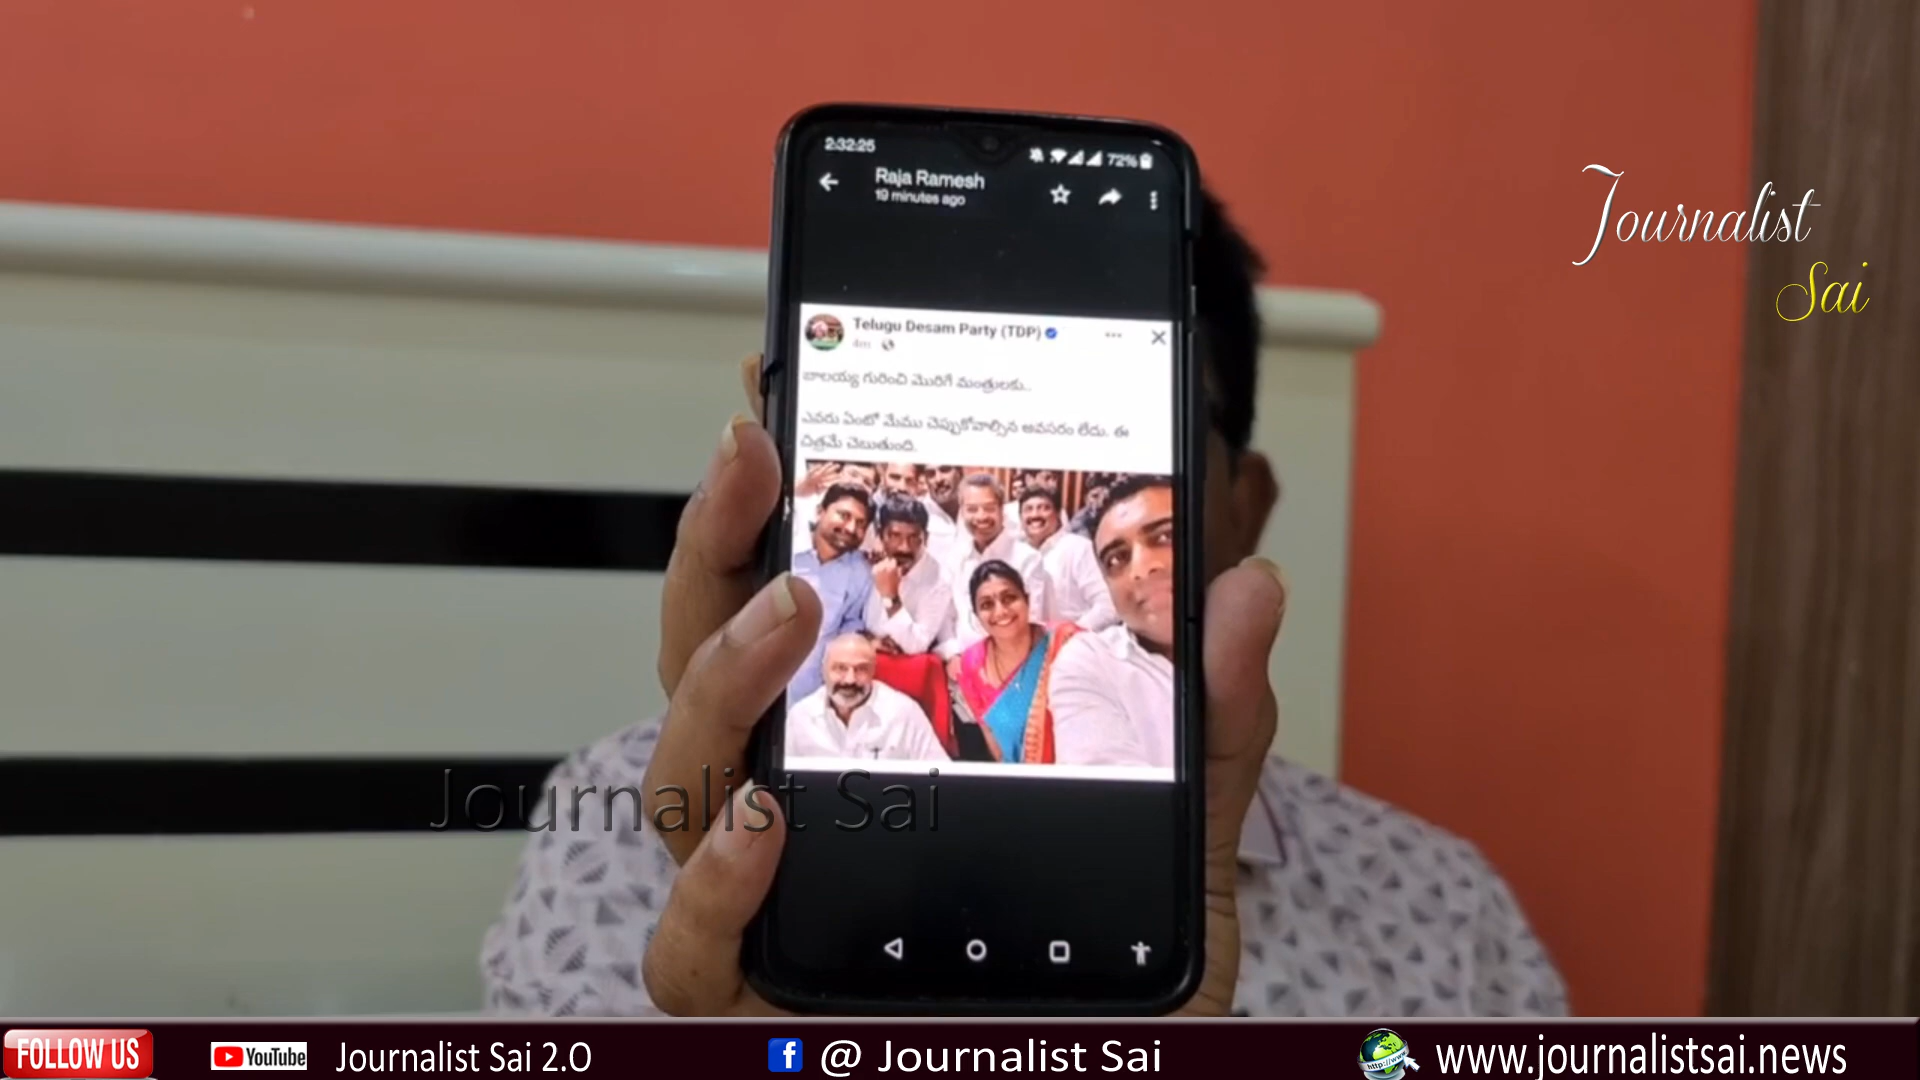 2:32:25
72%
Raja Ramesh
19 minutes ago
Journalist
Sai
Telugu Desam Party (TDP)
బాలయ్య గురించి మొరిగే మంత్రులకు..
ఎవరు ఏంటో మేము చెప్పుకోవాల్సిన అవసరం లేదు. ఈ
చిత్రమే చెబుతుంది.
Journalist Sai
FOLLOW US
YouTube
Journalist Sai 2.0
f
@ Journalist Sai
http://
www.journalistsai.news